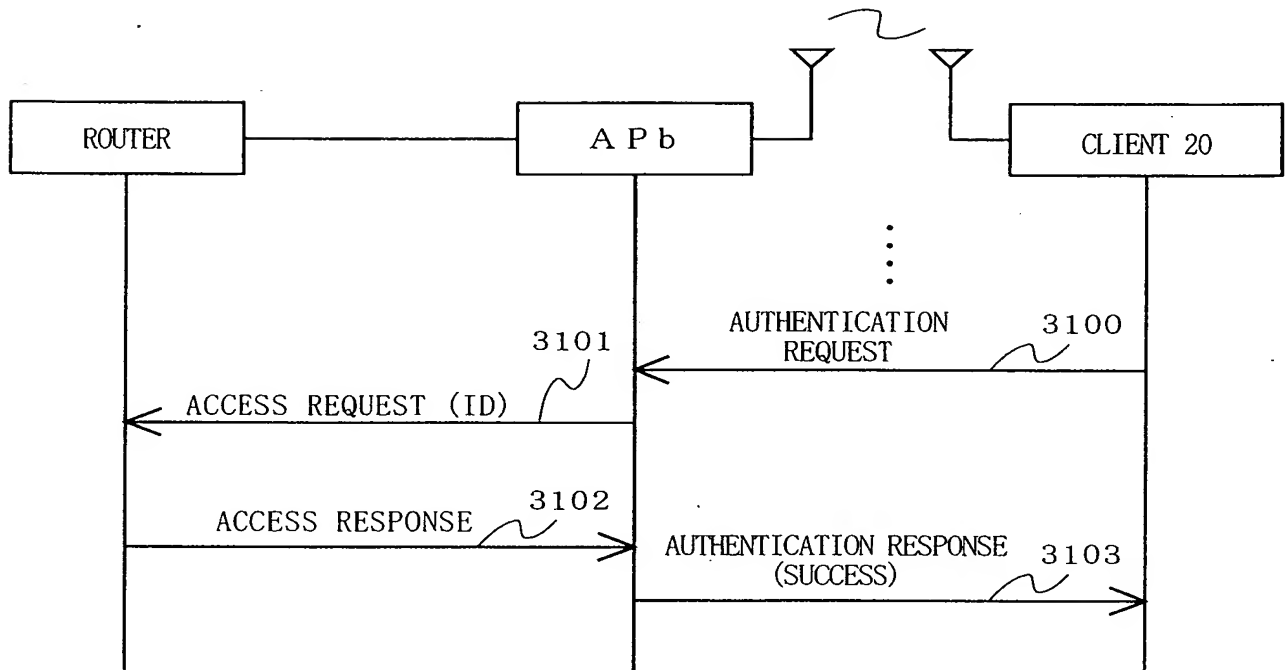 ROUTER
A P b
CLIENT 20
AUTHENTICATION
REQUEST
3100
3101
ACCESS REQUEST (ID)
3102
ACCESS RESPONSE
AUTHENTICATION RESPONSE
(SUCCESS)
3103